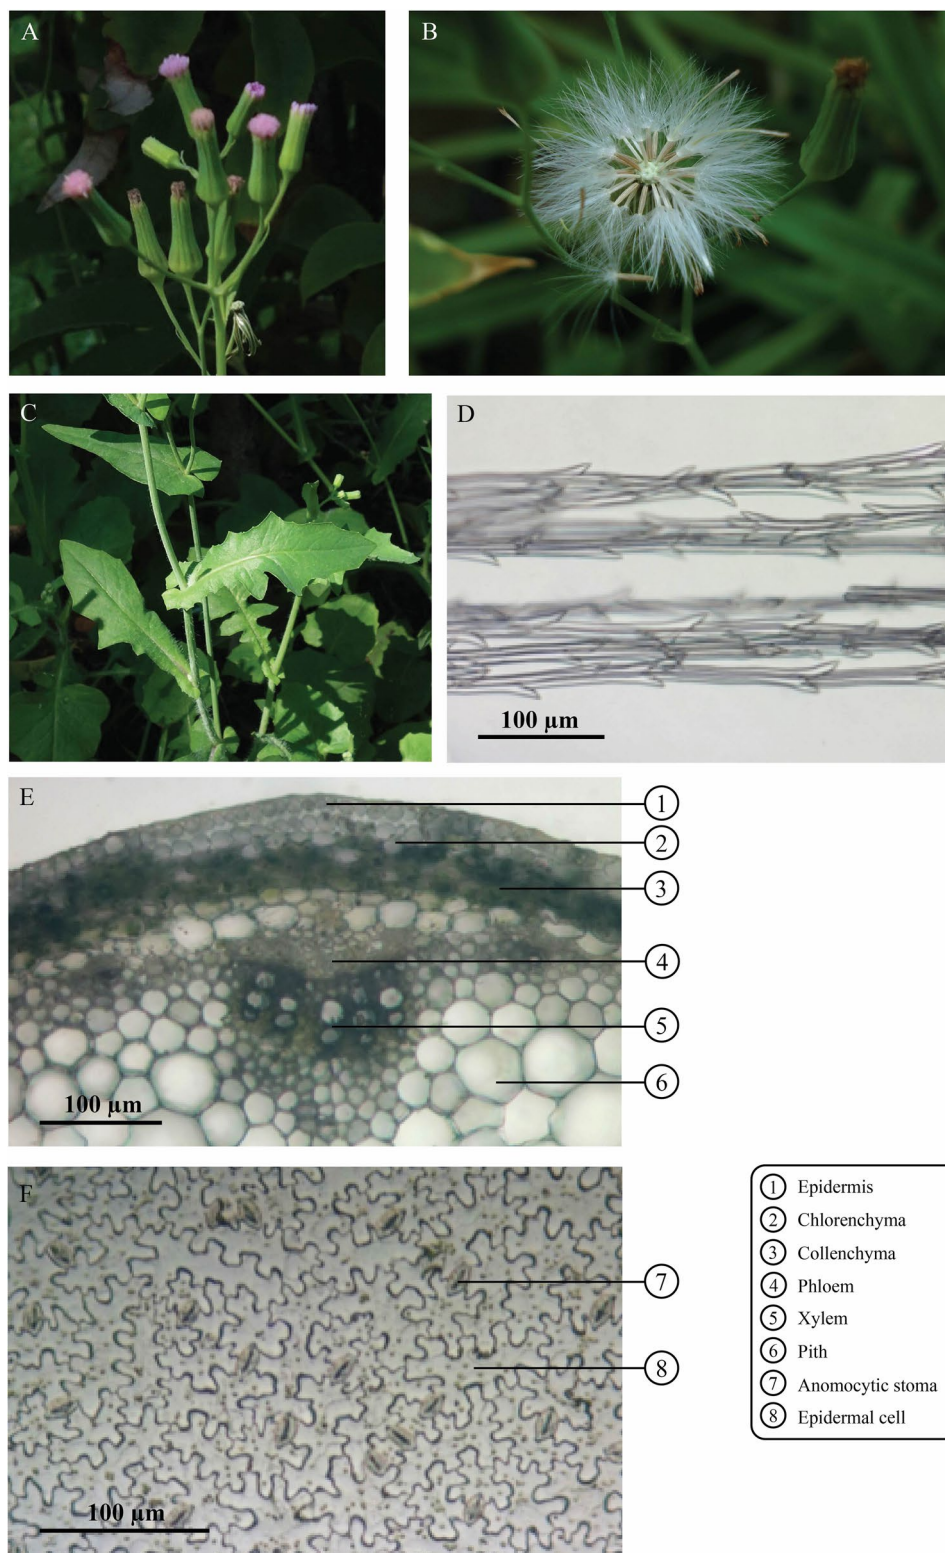 A
B
C
D
100 µm
E
1
2
3
4
5
6
100 µm
F
7
8
100 µm
1 Epidermis
2 Chlorenchyma
3 Collenchyma
4 Phloem
5 Xylem
6 Pith
7 Anomocytic stoma
8 Epidermal cell